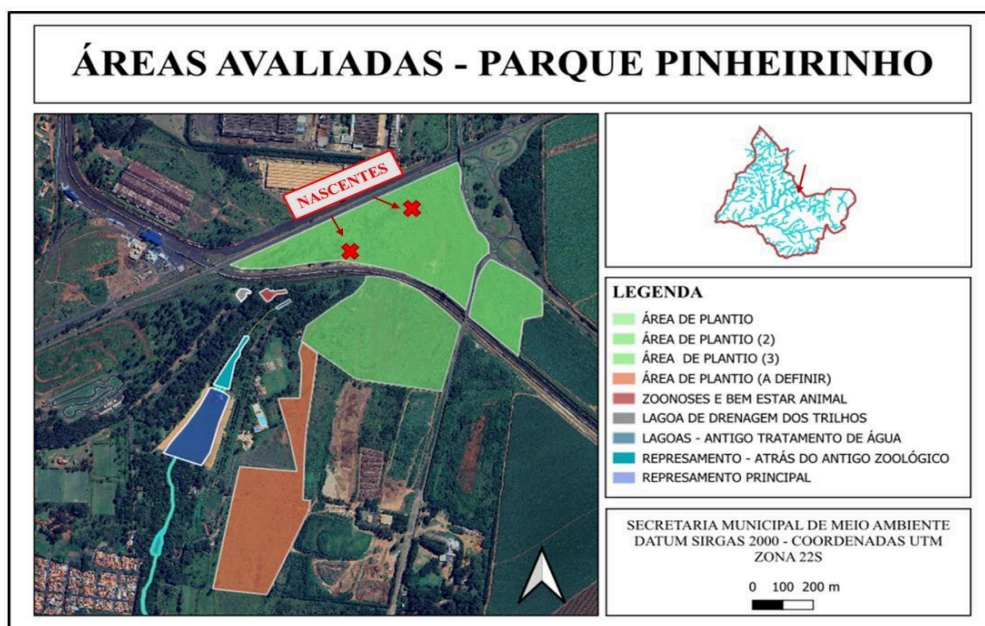 ÁREAS AVALIADAS - PARQUE PINHEIRINHO
NASCENTES
LEGENDA
ÁREA DE PLANTIO
ÁREA DE PLANTIO (2)
ÁREA DE PLANTIO (3)
ÁREA DE PLANTIO (A DEFINIR)
ZOONOSES E BEM ESTAR ANIMAL
LAGOA DE DRENAGEM DOS TRILHOS
LAGOAS - ANTIGO TRATAMENTO DE ÁGUA
REPRESAMENTO - ATRÁS DO ANTIGO ZOOLÓGICO
REPRESAMENTO PRINCIPAL
SECRETARIA MUNICIPAL DE MEIO AMBIENTE
DATUM SIRGAS 2000 - COORDENADAS UTM
ZONA 22S
0 100 200 m